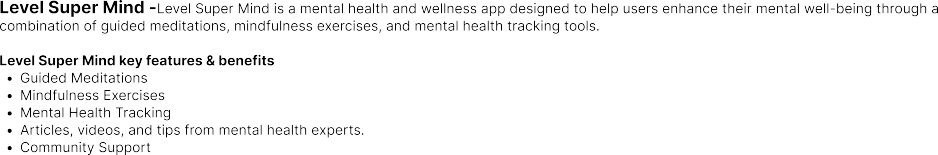 Level Super Mind -Level Super Mind is a mental health and wellness app designed to help users enhance their mental well-being through a
combination of guided meditations, mindfulness exercises, and mental health tracking tools.
Level Super Mind key features & benefits
• Guided Meditations
• Mindfulness Exercises
• Mental Health Tracking
• Articles, videos, and tips from mental health experts.
• Community Support